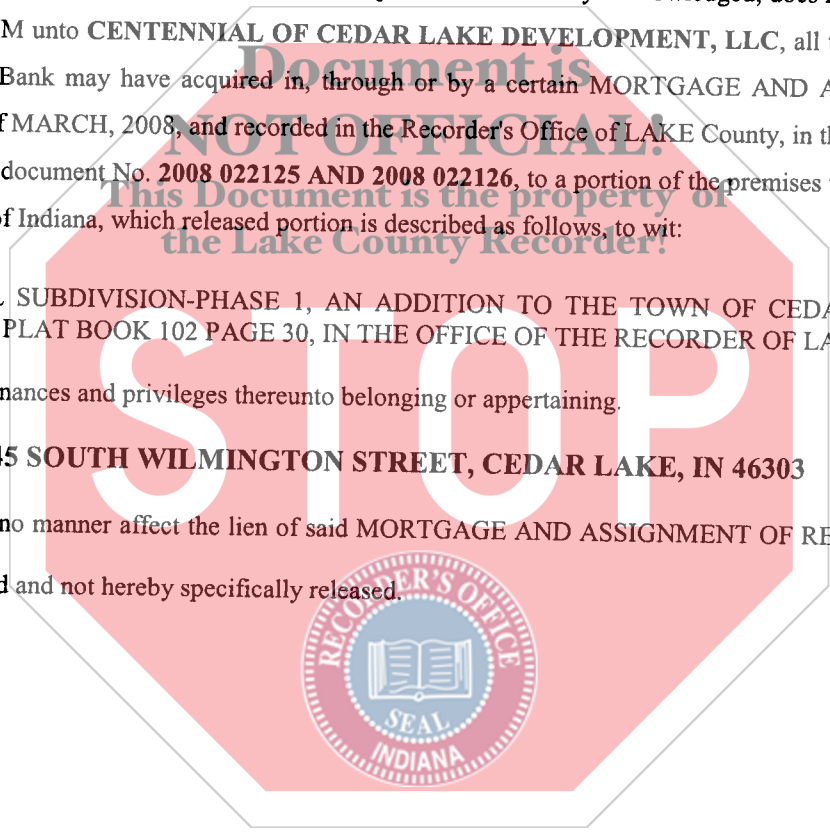 M unto CENTENNIAL OF CEDAR LAKE DEVELOPMENT, LLC, all
Document is
Bank may have acquired in, through or by a certain MORTGAGE AND A
NOT OFFICIAL!
f MARCH, 2008, and recorded in the Recorder's Office of LAKE County, in th
document No. 2008 022125 AND 2008 022126, to a portion of the premises
This Document is the property of
f Indiana, which released portion is described as follows, to wit:
the Lake County Recorder!
SUBDIVISION-PHASE 1, AN ADDITION TO THE TOWN OF CEDA
PLAT BOOK 102 PAGE 30, IN THE OFFICE OF THE RECORDER OF LA
STOP
nances and privileges thereunto belonging or appertaining.
45 SOUTH WILMINGTON STREET, CEDAR LAKE, IN 46303
no manner affect the lien of said MORTGAGE AND ASSIGNMENT OF RE
d and not hereby specifically released.
RECORDER'S OFFICE
SEAL
INDIANA